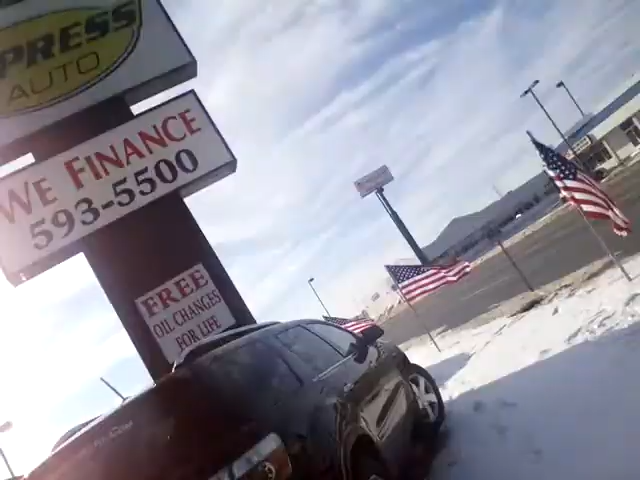 PRESS
AUTO
WE FINANCE
593-5500
FREE
OIL CHANGES
FOR LIFE